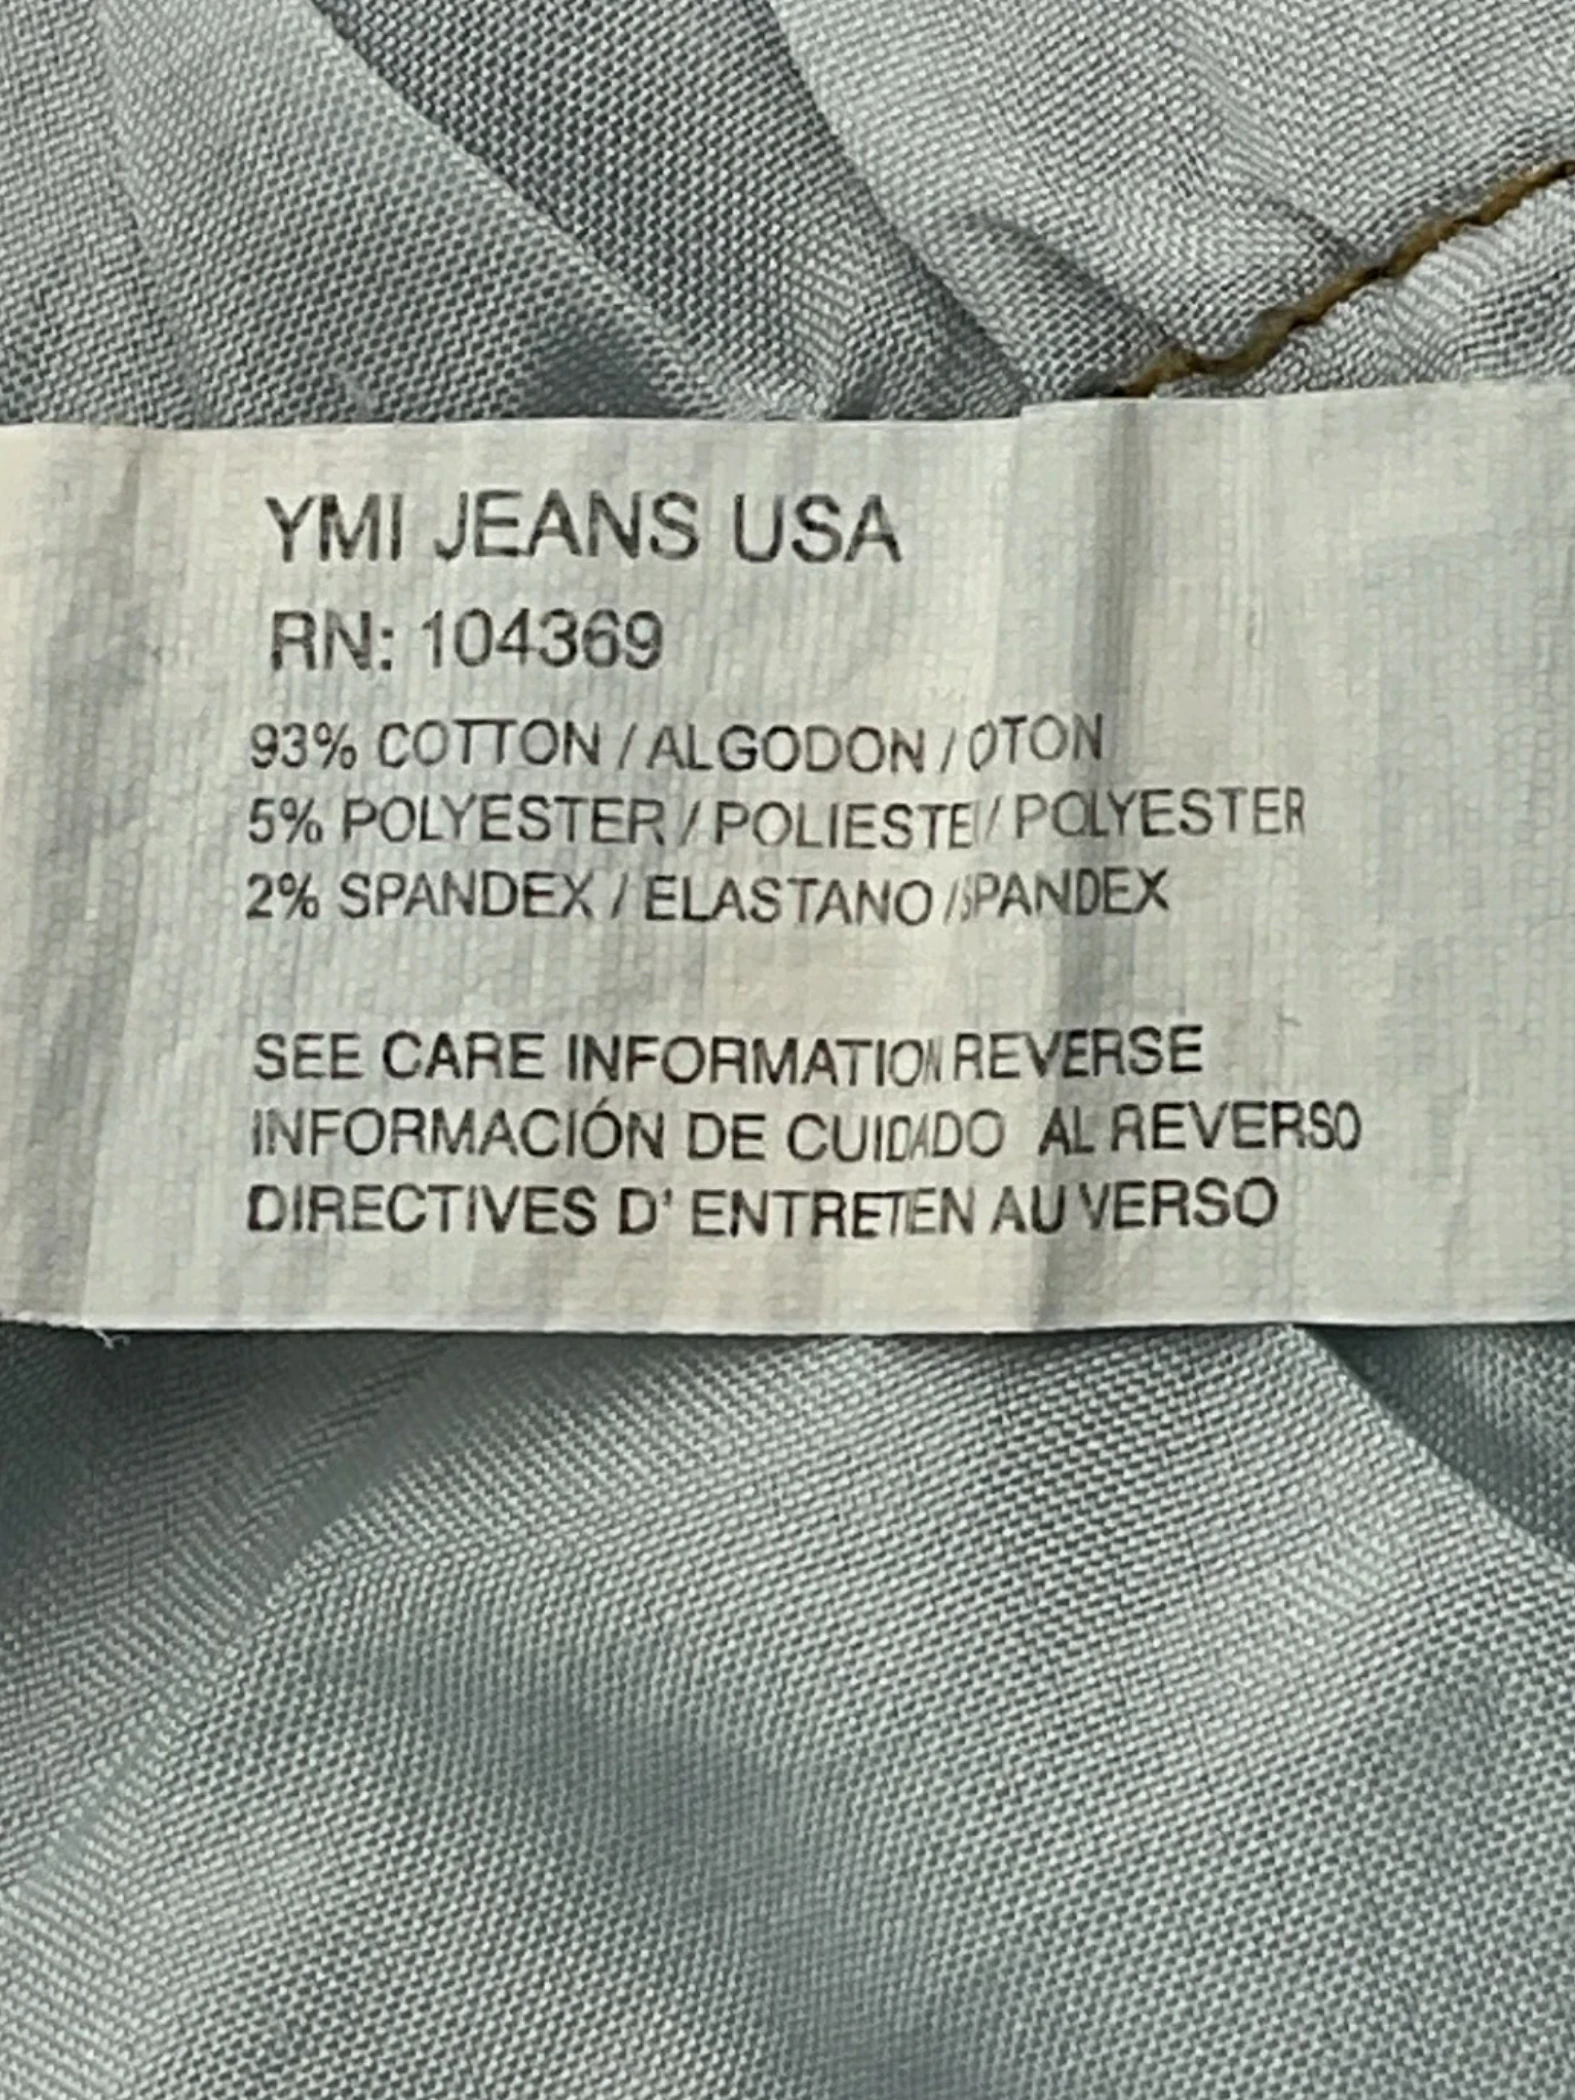 YMI JEANS USA
RN: 104369
93% COTTON / ALGODON / OTON
5% POLYESTER / POLIESTE / POLYESTER
2% SPANDEX / ELASTANO / SPANDEX
SEE CARE INFORMATION REVERSE
INFORMACIÓN DE CUIDADO AL REVERSO
DIRECTIVES D' ENTRETEN AU VERSO